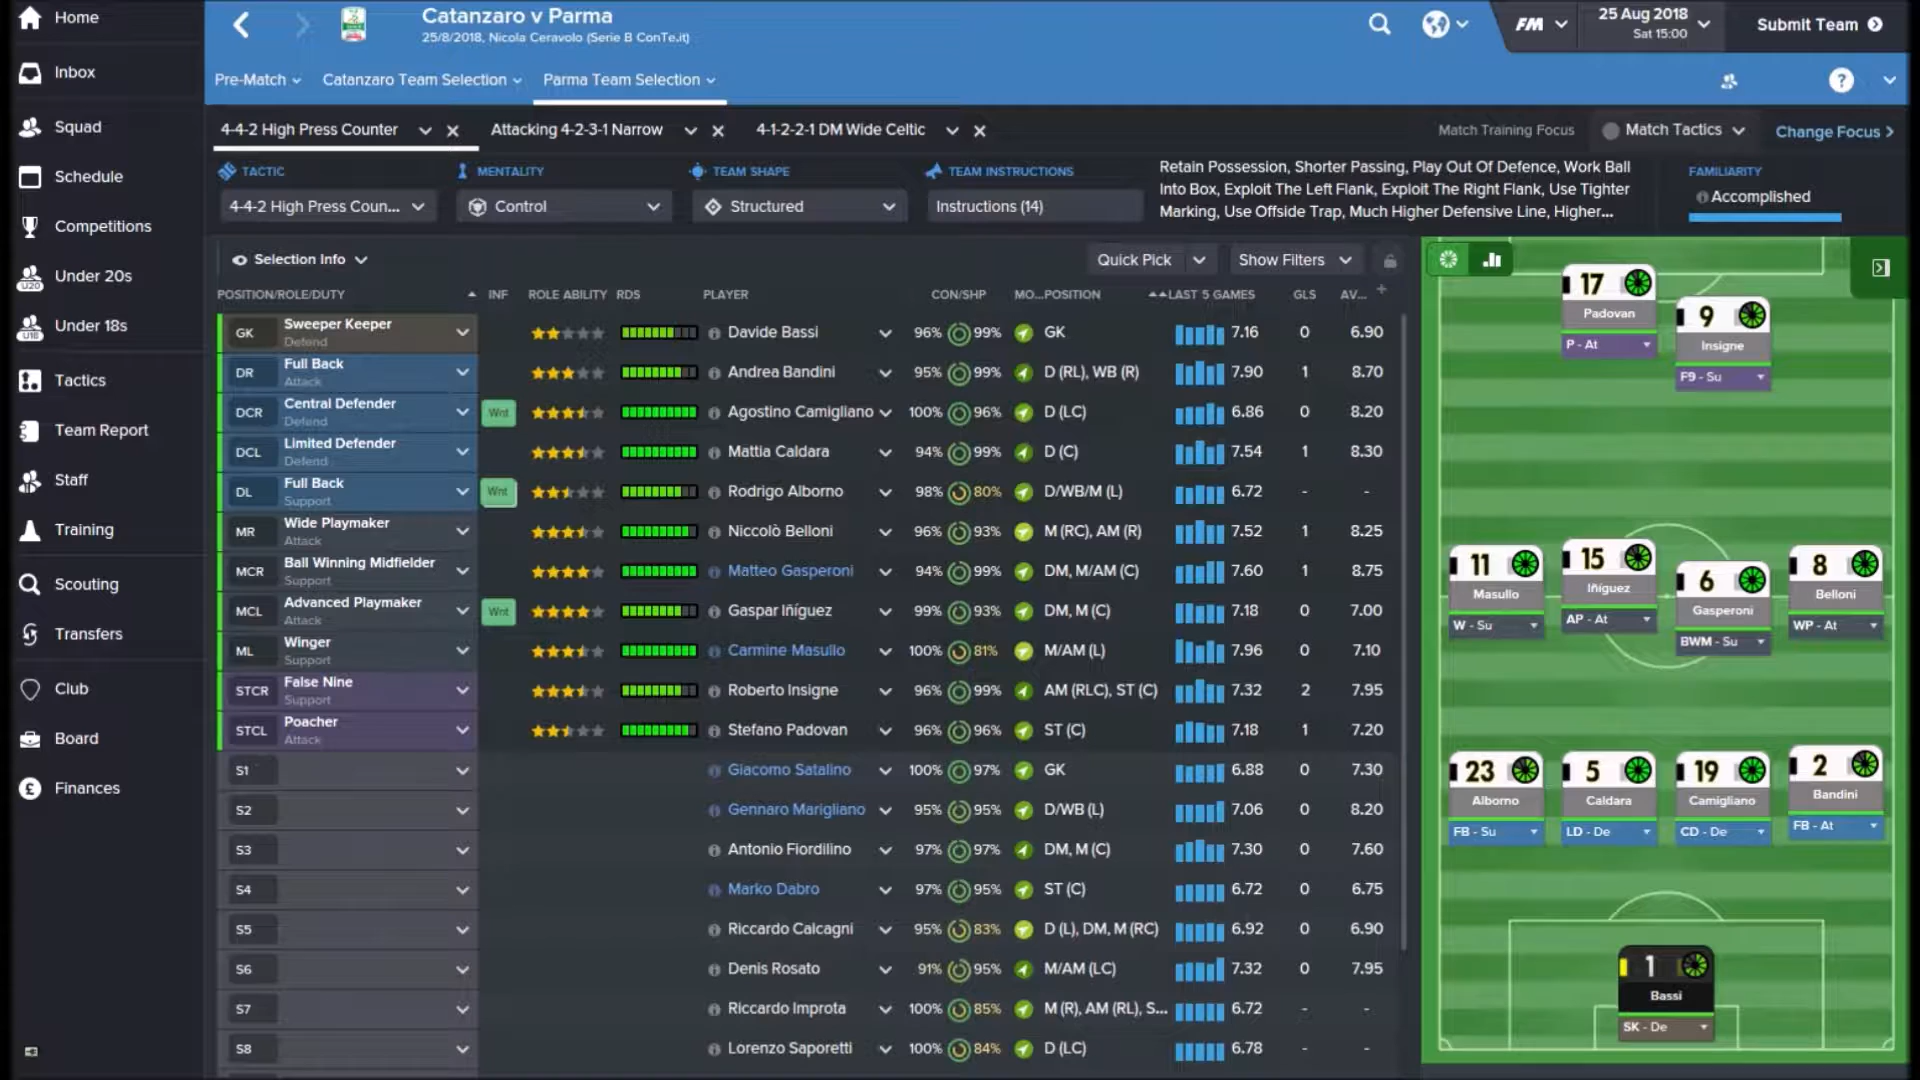 Home
Inbox
Squad
Schedule
Competitions
Under 20s
Under 18s
Tactics
Team Report
Staff
Training
Scouting
Transfers
Club
Board
Finances
Catanzaro v Parma
25/8/2018, Nicola Ceravolo (Serie B ConTe.it)
FM
25 Aug 2018
Sat 15:00
Submit Team
Pre-Match
Catanzaro Team Selection
Parma Team Selection
4-4-2 High Press Counter
Attacking 4-2-3-1 Narrow
4-1-2-2-1 DM Wide Celtic
Match Training Focus
Match Tactics
Change Focus >
TACTIC
MENTALITY
TEAM SHAPE
TEAM INSTRUCTIONS
4-4-2 High Press Coun...
Control
Structured
Instructions (14)
Retain Possession, Shorter Passing, Play Out Of Defence, Work Ball
Into Box, Exploit The Left Flank, Exploit The Right Flank, Use Tighter
Marking, Use Offside Trap, Much Higher Defensive Line, Higher...
FAMILIARITY
Accomplished
Selection Info
Quick Pick
Show Filters
POSITION/ROLE/DUTY INF ROLE ABILITY RDS PLAYER CON/SHP MO... POSITION LAST 5 GAMES GLS AV...
GK Sweeper Keeper Defend Davide Bassi 96% 99% GK 7.16 0 6.90
DR Full Back Attack Andrea Bandini 95% 99% D (RL), WB (R) 7.90 1 8.70
DCR Central Defender Defend Wnt Agostino Camigliano 100% 96% D (LC) 6.86 0 8.20
DCL Limited Defender Defend Mattia Caldara 94% 99% D (C) 7.54 1 8.30
DL Full Back Support Wnt Rodrigo Alborno 98% 80% D/WB/M (L) 6.72 - -
MR Wide Playmaker Attack Niccolò Belloni 96% 93% M (RC), AM (R) 7.52 1 8.25
MCR Ball Winning Midfielder Support Matteo Gasperoni 94% 99% DM, M/AM (C) 7.60 1 8.75
MCL Advanced Playmaker Attack Wnt Gaspar Iñíguez 99% 93% DM, M (C) 7.18 0 7.00
ML Winger Support Carmine Masullo 100% 81% M/AM (L) 7.96 0 7.10
STCR False Nine Support Roberto Insigne 96% 99% AM (RLC), ST (C) 7.32 2 7.95
STCL Poacher Attack Stefano Padovan 96% 96% ST (C) 7.18 1 7.20
S1 Giacomo Satalino 100% 97% GK 6.88 0 7.30
S2 Gennaro Marigliano 95% 95% D/WB (L) 7.06 0 8.20
S3 Antonio Fiordilino 97% 97% DM, M (C) 7.30 0 7.60
S4 Marko Dabro 97% 95% ST (C) 6.72 0 6.75
S5 Riccardo Calcagni 95% 83% D (L), DM, M (RC) 6.92 0 6.90
S6 Denis Rosato 91% 95% M/AM (LC) 7.32 0 7.95
S7 Riccardo Improta 100% 85% M (R), AM (RL), S... 6.72 - -
S8 Lorenzo Saporetti 100% 84% D (LC) 6.78 - -
17
Padovan
P - At
9
Insigne
F9 - Su
11
Masullo
W - Su
15
Iñíguez
AP - At
6
Gasperoni
BWM - Su
8
Belloni
WP - At
23
Alborno
FB - Su
5
Caldara
LD - De
19
Camigliano
CD - De
2
Bandini
FB - At
1
Bassi
SK - De